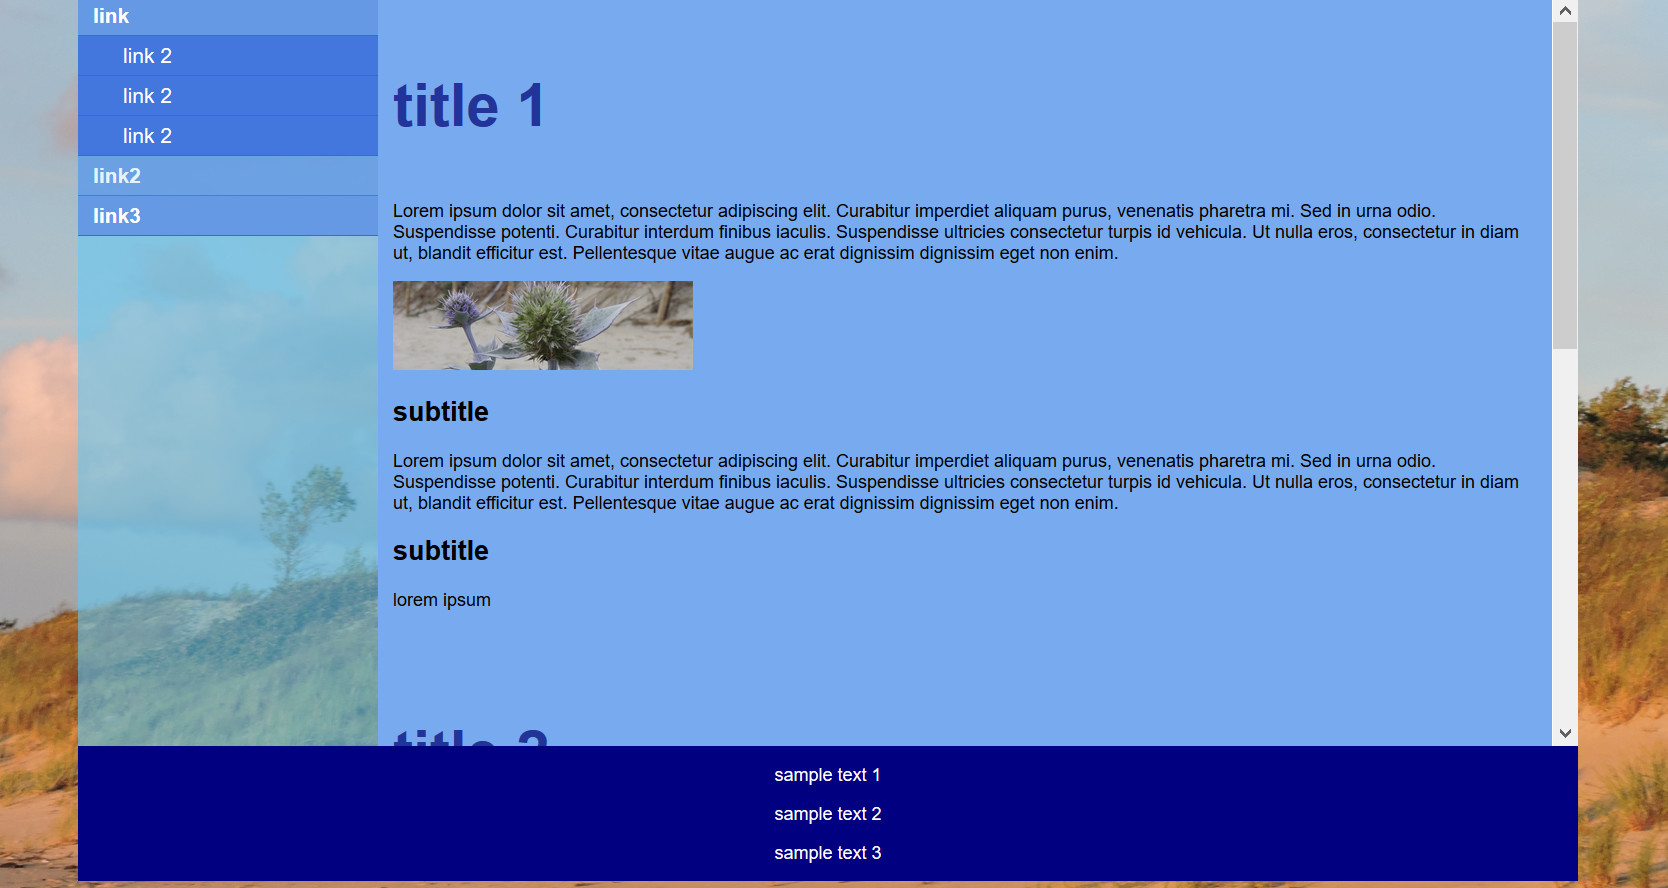 link
link 2
link 2
link 2
link2
link3
title 1
Lorem ipsum dolor sit amet, consectetur adipiscing elit. Curabitur imperdiet aliquam purus, venenatis pharetra mi. Sed in urna odio.
Suspendisse potenti. Curabitur interdum finibus iaculis. Suspendisse ultricies consectetur turpis id vehicula. Ut nulla eros, consectetur in diam
ut, blandit efficitur est. Pellentesque vitae augue ac erat dignissim dignissim eget non enim.
subtitle
Lorem ipsum dolor sit amet, consectetur adipiscing elit. Curabitur imperdiet aliquam purus, venenatis pharetra mi. Sed in urna odio.
Suspendisse potenti. Curabitur interdum finibus iaculis. Suspendisse ultricies consectetur turpis id vehicula. Ut nulla eros, consectetur in diam
ut, blandit efficitur est. Pellentesque vitae augue ac erat dignissim dignissim eget non enim.
subtitle
lorem ipsum
title 2
sample text 1
sample text 2
sample text 3